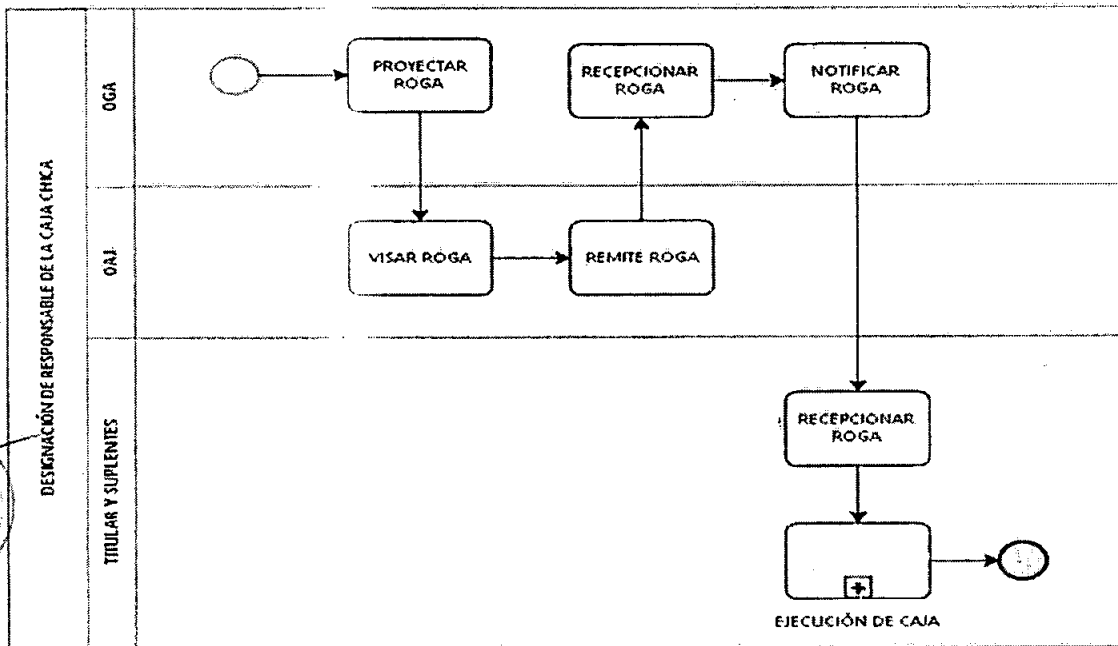 DESIGNACIÓN DE RESPONSABLE DE LA CAJA CHICA
OGA
PROYECTAR
ROGA
RECEPCIONAR
ROGA
NOTIFICAR
ROGA
OAJ
VISAR ROGA
REMITE ROGA
TITULAR Y SUPLENTES
RECEPCIONAR
ROGA
EJECUCIÓN DE CAJA